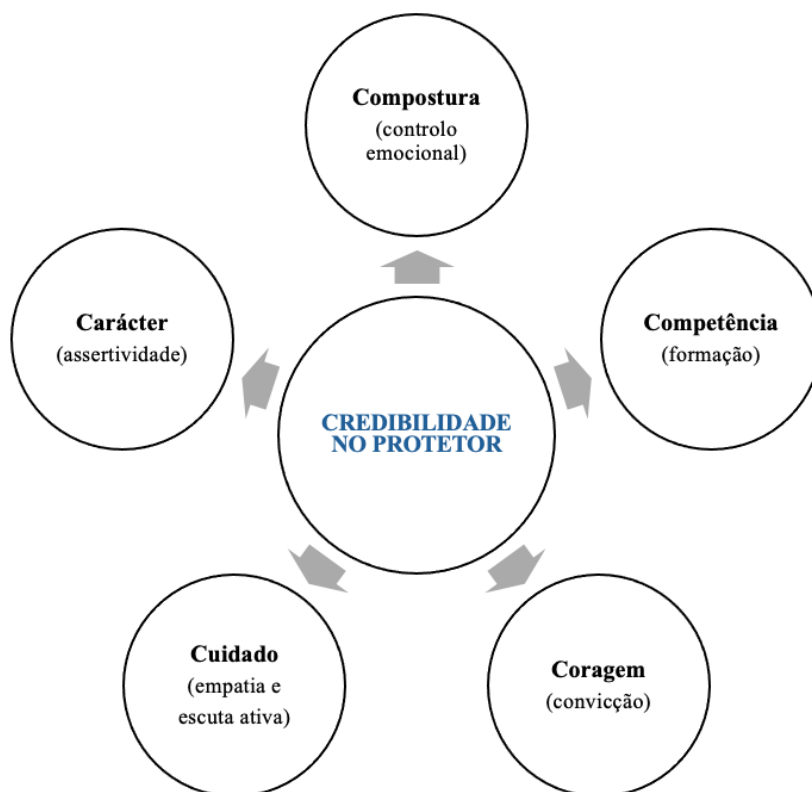 Compostura
(controlo
emocional)
Carácter
(assertividade)
Competência
(formação)
CREDIBILIDADE
NO PROTETOR
Cuidado
(empatia e
escuta ativa)
Coragem
(convicção)